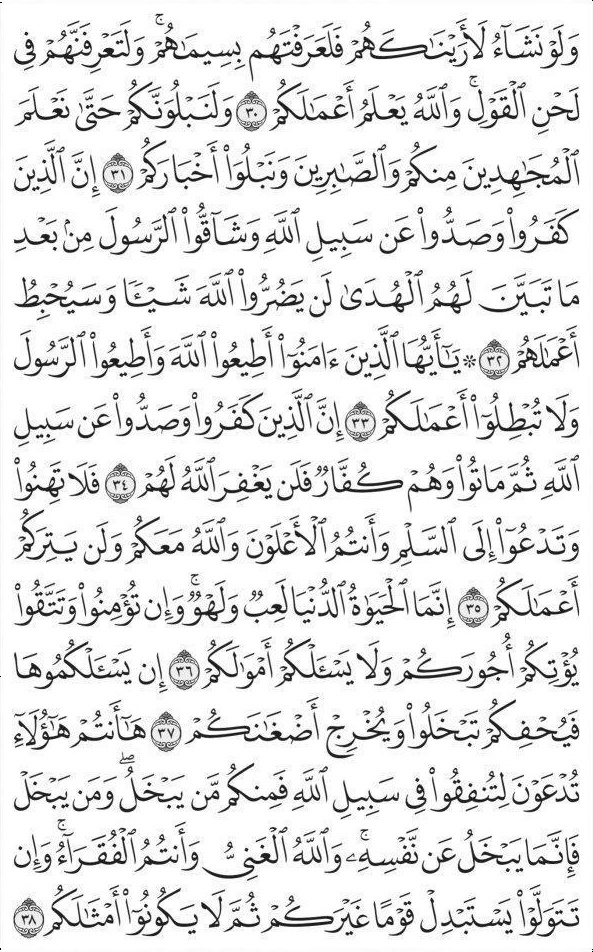 وَلَوۡ نَشَآءُ لَأَرَيۡنَٰكَهُمۡ فَلَعَرَفۡتَهُم بِسِيمَٰهُمۡۚ وَلَتَعۡرِفَنَّهُمۡ فِي
لَحۡنِ ٱلۡقَوۡلِۚ وَٱللَّهُ يَعۡلَمُ أَعۡمَٰلَكُمۡ ٣٠ وَلَنَبۡلُوَنَّكُمۡ حَتَّىٰ نَعۡلَمَ
ٱلۡمُجَٰهِدِينَ مِنكُمۡ وَٱلصَّٰبِرِينَ وَنَبۡلُوَاْ أَخۡبَارَكُمۡ ٣١ إِنَّ ٱلَّذِينَ
كَفَرُواْ وَصَدُّواْ عَن سَبِيلِ ٱللَّهِ وَشَآقُّواْ ٱلرَّسُولَ مِنۢ بَعۡدِ
مَا تَبَيَّنَ لَهُمُ ٱلۡهُدَىٰ لَن يَضُرُّواْ ٱللَّهَ شَيۡـٔٗا وَسَيُحۡبِطُ
أَعۡمَٰلَهُمۡ ٣٢ ۞ يَٰٓأَيُّهَا ٱلَّذِينَ ءَامَنُوٓاْ أَطِيعُواْ ٱللَّهَ وَأَطِيعُواْ ٱلرَّسُولَ
وَلَا تُبۡطِلُوٓاْ أَعۡمَٰلَكُمۡ ٣٣ إِنَّ ٱلَّذِينَ كَفَرُواْ وَصَدُّواْ عَن سَبِيلِ
ٱللَّهِ ثُمَّ مَاتُواْ وَهُمۡ كُفَّارٞ فَلَن يَغۡفِرَ ٱللَّهُ لَهُمۡ ٣٤ فَلَا تَهِنُواْ
وَتَدۡعُوٓاْ إِلَى ٱلسَّلۡمِ وَأَنتُمُ ٱلۡأَعۡلَوۡنَ وَٱللَّهُ مَعَكُمۡ وَلَن يَتِرَكُمۡ
أَعۡمَٰلَكُمۡ ٣٥ إِنَّمَا ٱلۡحَيَوٰةُ ٱلدُّنۡيَا لَعِبٞ وَلَهۡوٞۚ وَإِن تُؤۡمِنُواْ وَتَتَّقُواْ
يُؤۡتِكُمۡ أُجُورَكُمۡ وَلَا يَسۡـَٔلۡكُمۡ أَمۡوَٰلَكُمۡ ٣٦ إِن يَسۡـَٔلۡكُمُوهَا
فَيُحۡفِكُمۡ تَبۡخَلُواْ وَيُخۡرِجۡ أَضۡغَٰنَكُمۡ ٣٧ هَٰٓأَنتُمۡ هَٰٓؤُلَآءِ
تُدۡعَوۡنَ لِتُنفِقُواْ فِي سَبِيلِ ٱللَّهِ فَمِنكُم مَّن يَبۡخَلُۖ وَمَن يَبۡخَلۡ
فَإِنَّمَا يَبۡخَلُ عَن نَّفۡسِهِۦۚ وَٱللَّهُ ٱلۡغَنِيُّ وَأَنتُمُ ٱلۡفُقَرَآءُۚ وَإِن
تَتَوَلَّوۡاْ يَسۡتَبۡدِلۡ قَوۡمًا غَيۡرَكُمۡ ثُمَّ لَا يَكُونُوٓاْ أَمۡثَٰلَكُم ٣٨